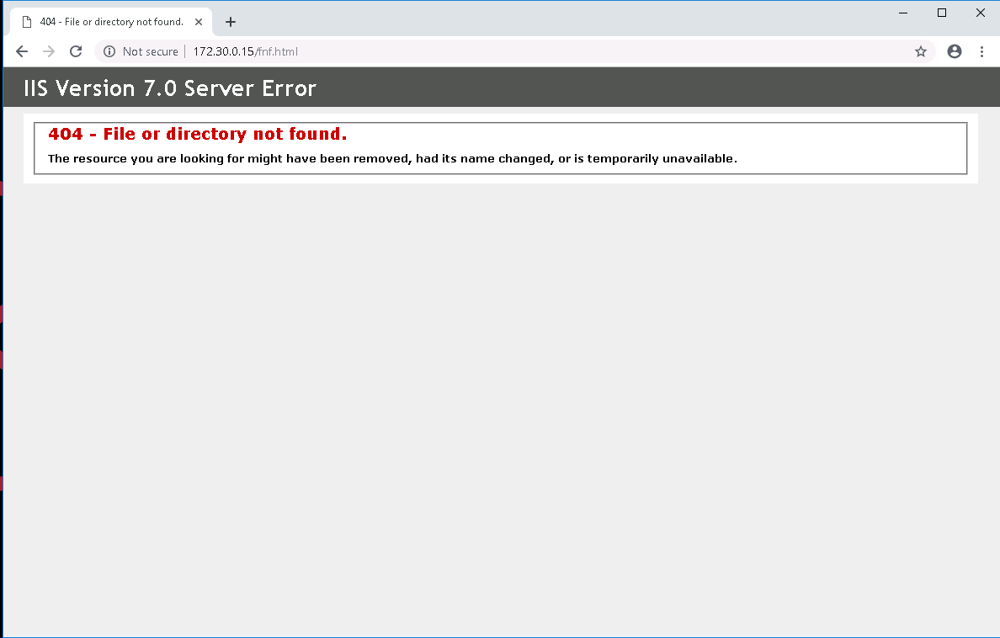 404 - File or directory not found.
Not secure | 172.30.0.15/fnf.html
IIS Version 7.0 Server Error
404 - File or directory not found.
The resource you are looking for might have been removed, had its name changed, or is temporarily unavailable.